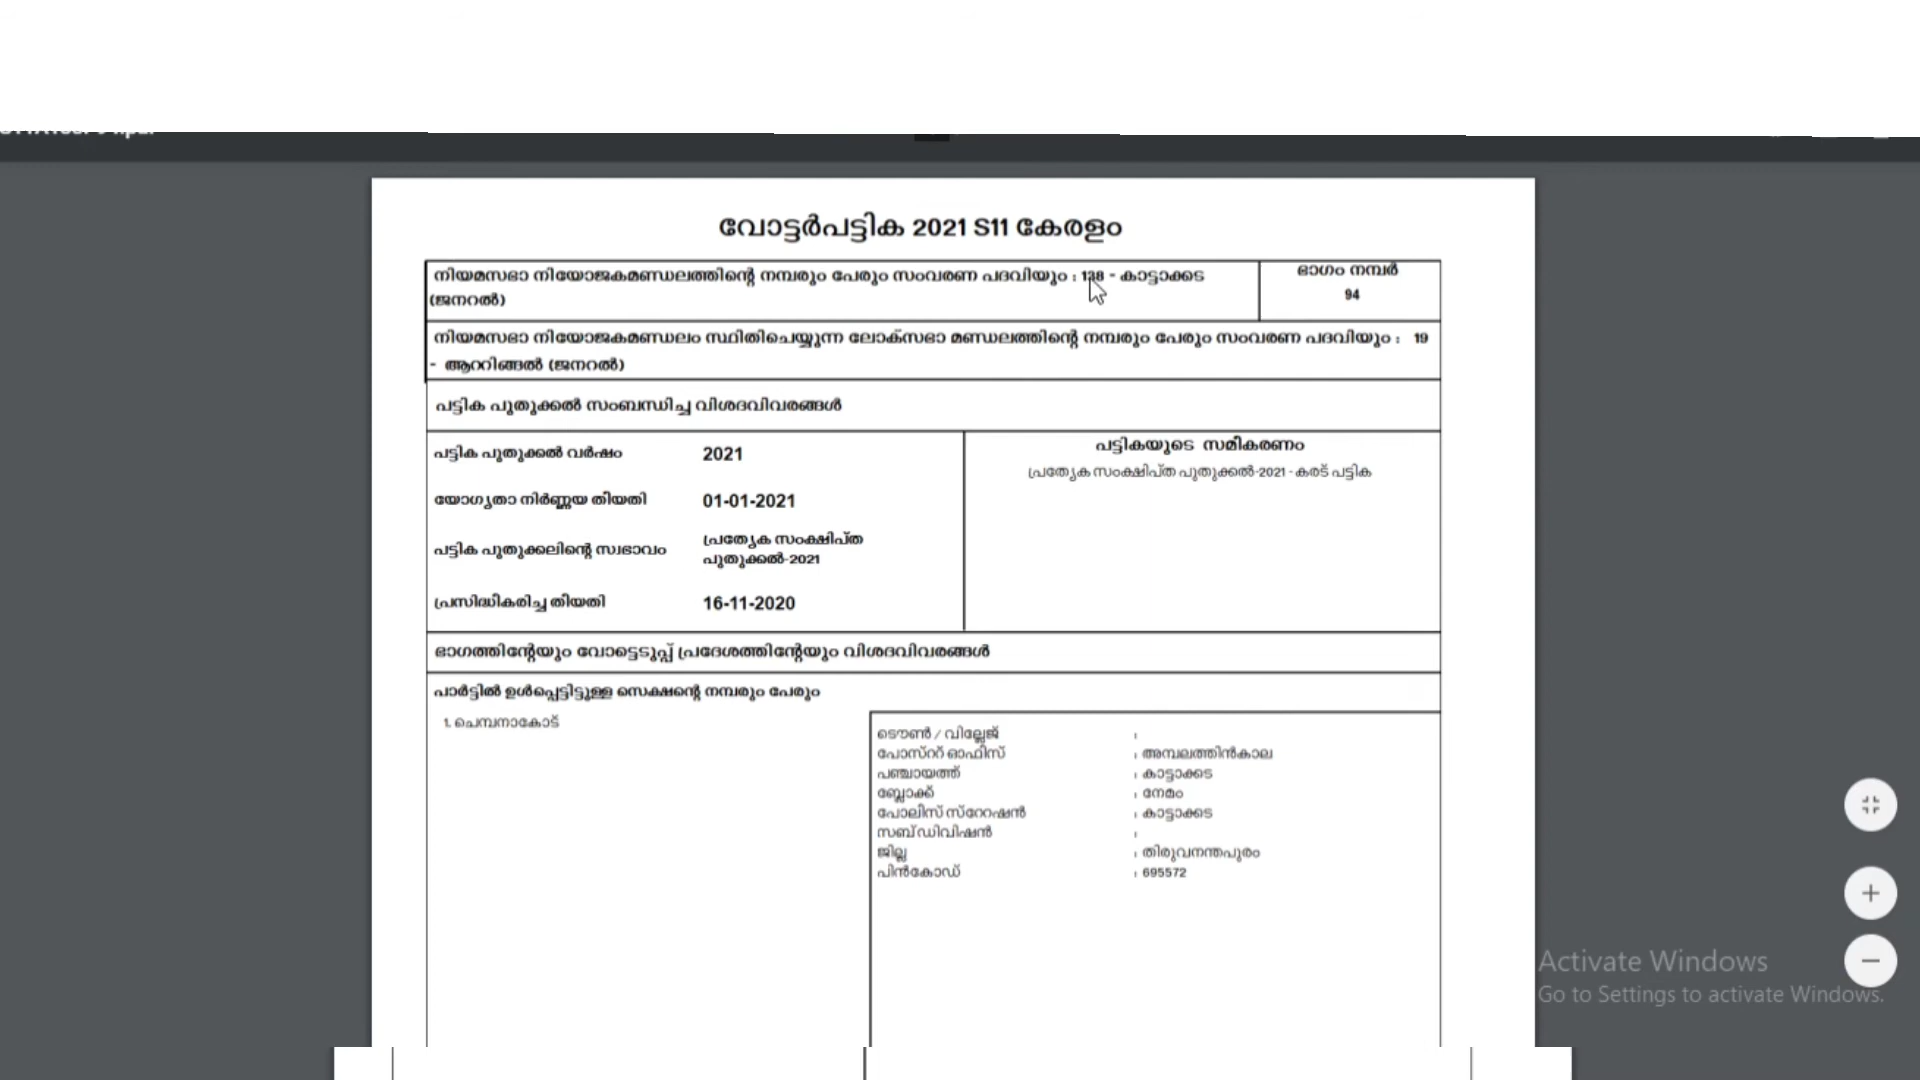 വോട്ടർപട്ടിക 2021 S11 കേരളം
നിയമസഭാ നിയോജകമണ്ഡലത്തിന്റെ നമ്പരും പേരും സംവരണ പദവിയും : 138 - കാട്ടാക്കട
(ജനറൽ)
ഭാഗം നമ്പർ
94
നിയമസഭാ നിയോജകമണ്ഡലം സ്ഥിതിചെയ്യുന്ന ലോക്സഭാ മണ്ഡലത്തിന്റെ നമ്പരും പേരും സംവരണ പദവിയും : 19
- ആററിങ്ങൽ (ജനറൽ)
പട്ടിക പുതുക്കൽ സംബന്ധിച്ച വിശദവിവരങ്ങൾ
പട്ടിക പുതുക്കൽ വർഷം 2021
യോഗ്യതാ നിർണ്ണയ തീയതി 01-01-2021
പട്ടിക പുതുക്കലിന്റെ സ്വഭാവം പ്രത്യേക സംക്ഷിപ്ത
പുതുക്കൽ-2021
പ്രസിദ്ധീകരിച്ച തീയതി 16-11-2020
പട്ടികയുടെ സമീകരണം
പ്രത്യേക സംക്ഷിപ്ത പുതുക്കൽ-2021 - കരട് പട്ടിക
ഭാഗത്തിന്റേയും വോട്ടെടുപ്പ് പ്രദേശത്തിന്റേയും വിശദവിവരങ്ങൾ
പാർട്ടിൽ ഉൾപ്പെട്ടിട്ടുള്ള സെക്ഷന്റെ നമ്പരും പേരും
1. ചെമ്പനാകോട്
ടൌൺ / വില്ലേജ് :
പോസ്ററ് ഓഫിസ് : അമ്പലത്തിൻകാല
പഞ്ചായത്ത് : കാട്ടാക്കട
ബ്ലോക്ക് : നേമം
പോലിസ് സ്റേറഷൻ : കാട്ടാക്കട
സബ് ഡിവിഷൻ :
ജില്ല : തിരുവനന്തപുരം
പിൻകോഡ് : 695572
Activate Windows
Go to Settings to activate Windows.